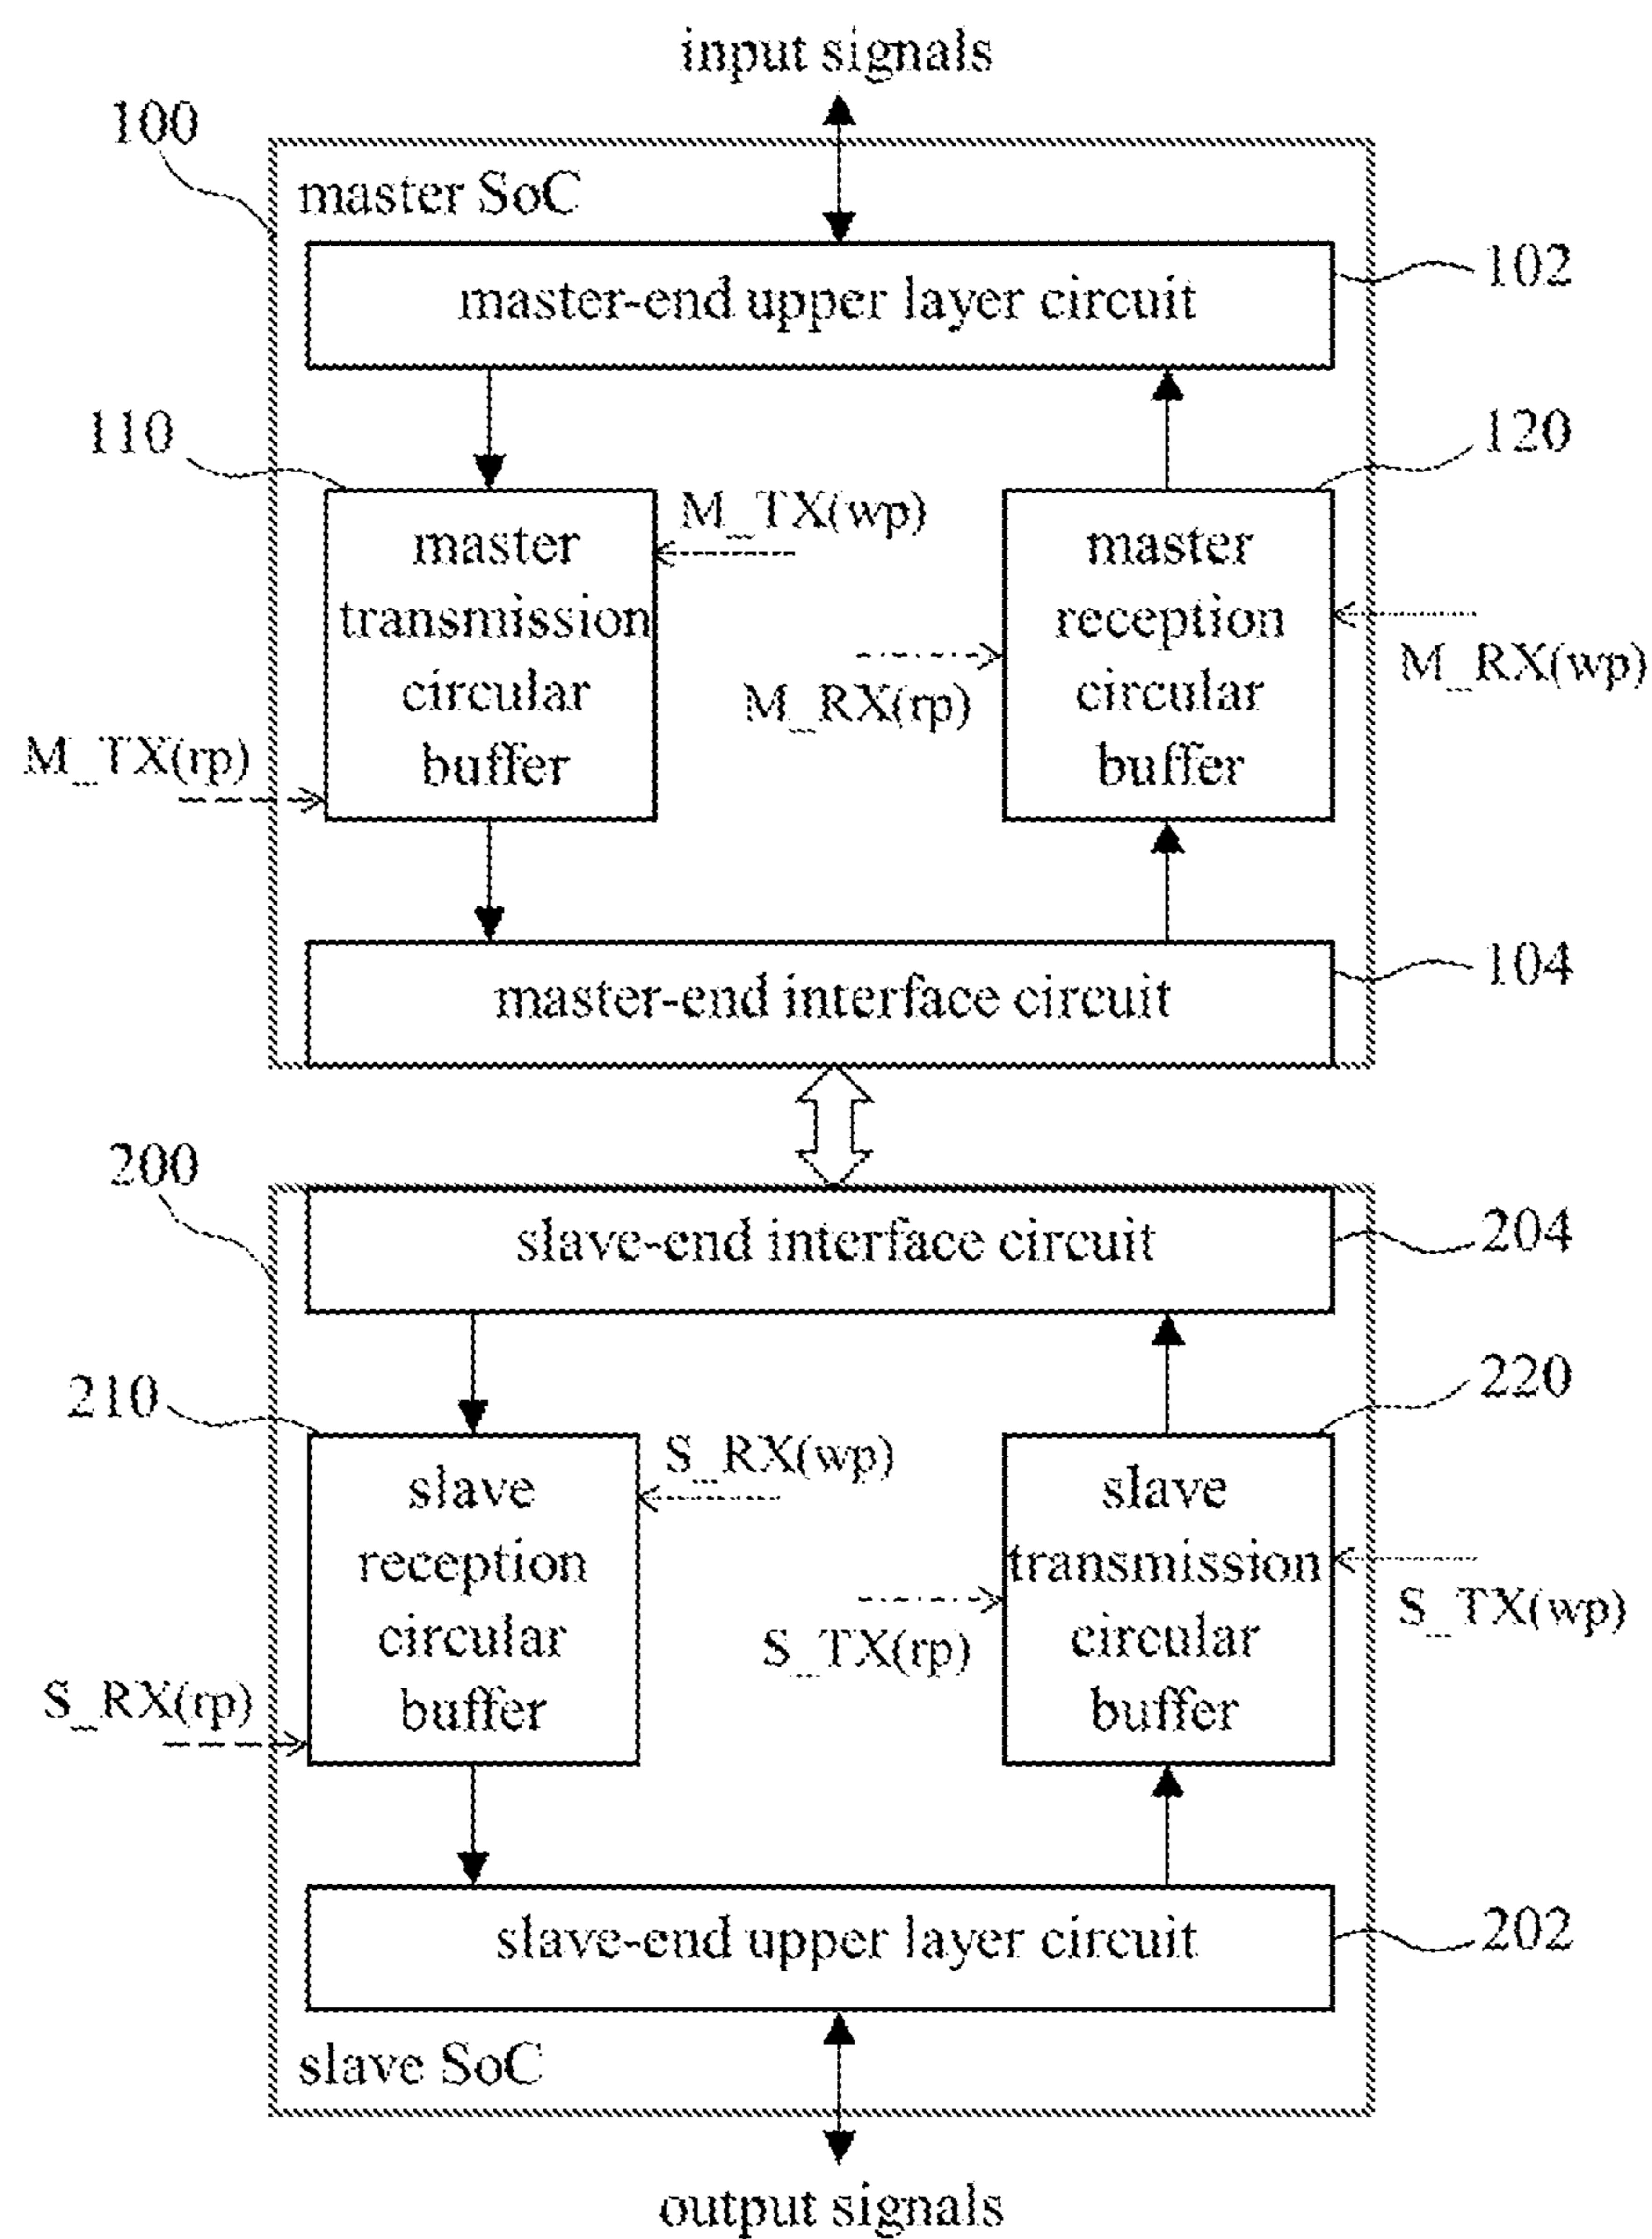 input signals
100
master SoC
master-end upper layer circuit
102
110
120
M_TX(wp)
master
transmission
circular
buffer
master
reception
circular
buffer
M_RX(wp)
M_RX(rp)
M_TX(rp)
master-end interface circuit
104
200
slave-end interface circuit
204
210
220
S_RX(wp)
slave
reception
circular
buffer
slave
transmission
circular
buffer
S_TX(wp)
S_TX(rp)
S_RX(rp)
slave-end upper layer circuit
202
slave SoC
output signals